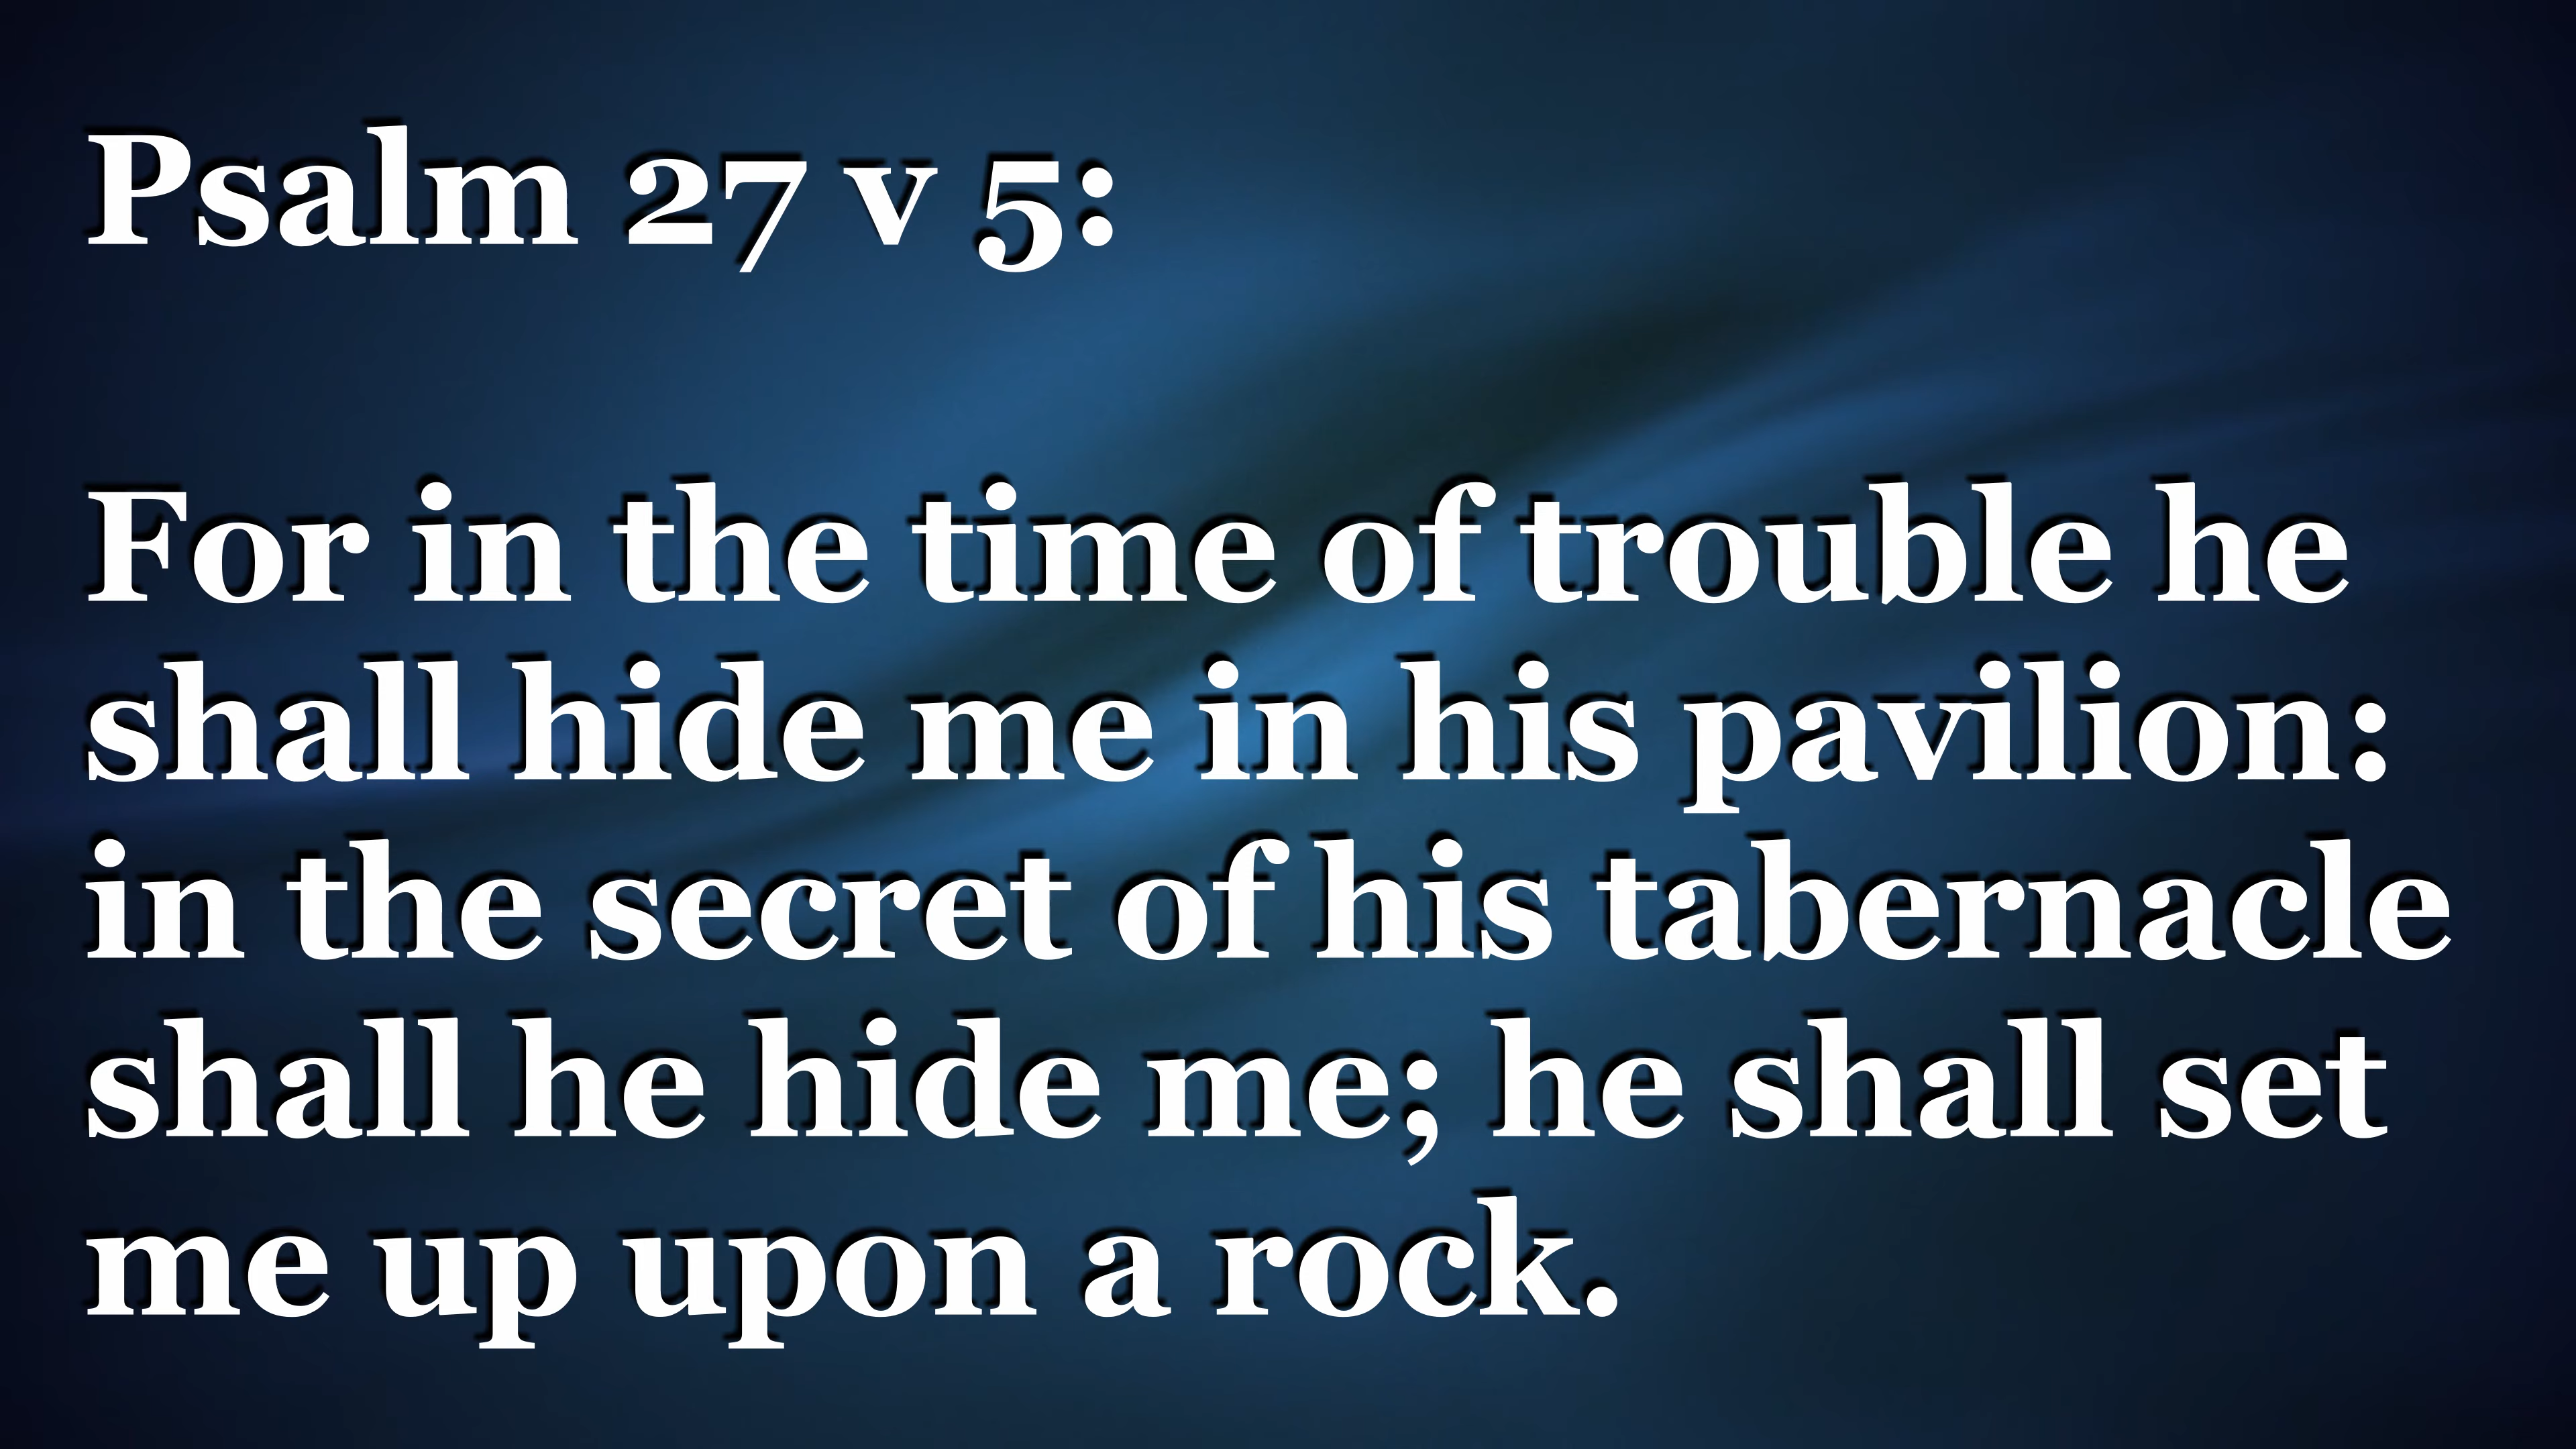 Psalm 27 v 5:
For in the time of trouble he
shall hide me in his pavilion:
in the secret of his tabernacle
shall he hide me; he shall set
me up upon a rock.